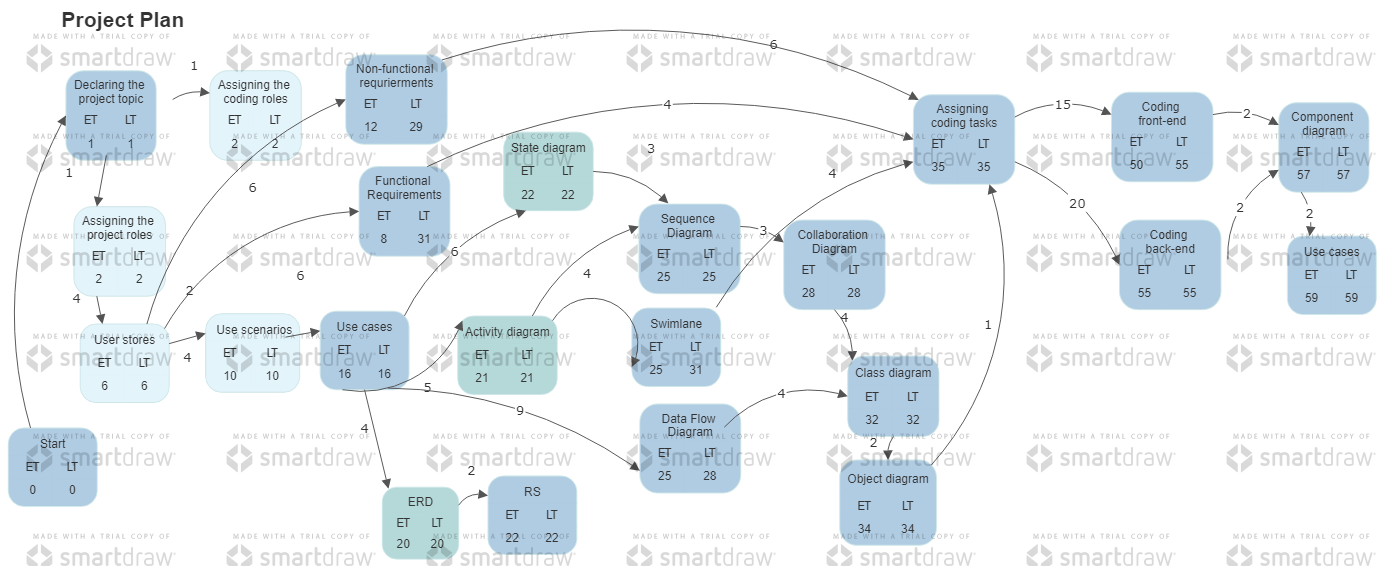 Project Plan
MADE WITH A TRIAL COPY OF
smartdraw
Declaring the
project topic
ET LT
1 1
1
Assigning the
coding roles
ET LT
2 2
1
Assigning the
project roles
ET LT
2 2
4
User stores
ET LT
6 6
Start
ET LT
0 0
6
Non-functional
requrierments
ET LT
12 29
6
2
Functional
Requirements
ET LT
8 31
4
6
4
Use scenarios
ET LT
10 10
Use cases
ET LT
16 16
6
State diagram
ET LT
22 22
3
5
Activity diagram
ET LT
21 21
4
9
4
ERD
ET LT
20 20
2
RS
ET LT
22 22
Sequence
Diagram
ET LT
25 25
3
Swimlane
ET LT
25 31
4
Data Flow
Diagram
ET LT
25 28
4
Collaboration
Diagram
ET LT
28 28
4
Class diagram
ET LT
32 32
2
Object diagram
ET LT
34 34
1
Assigning
coding tasks
ET LT
35 35
15
20
Coding
front-end
ET LT
50 55
2
Coding
back-end
ET LT
55 55
2
Component
diagram
ET LT
57 57
2
Use cases
ET LT
59 59